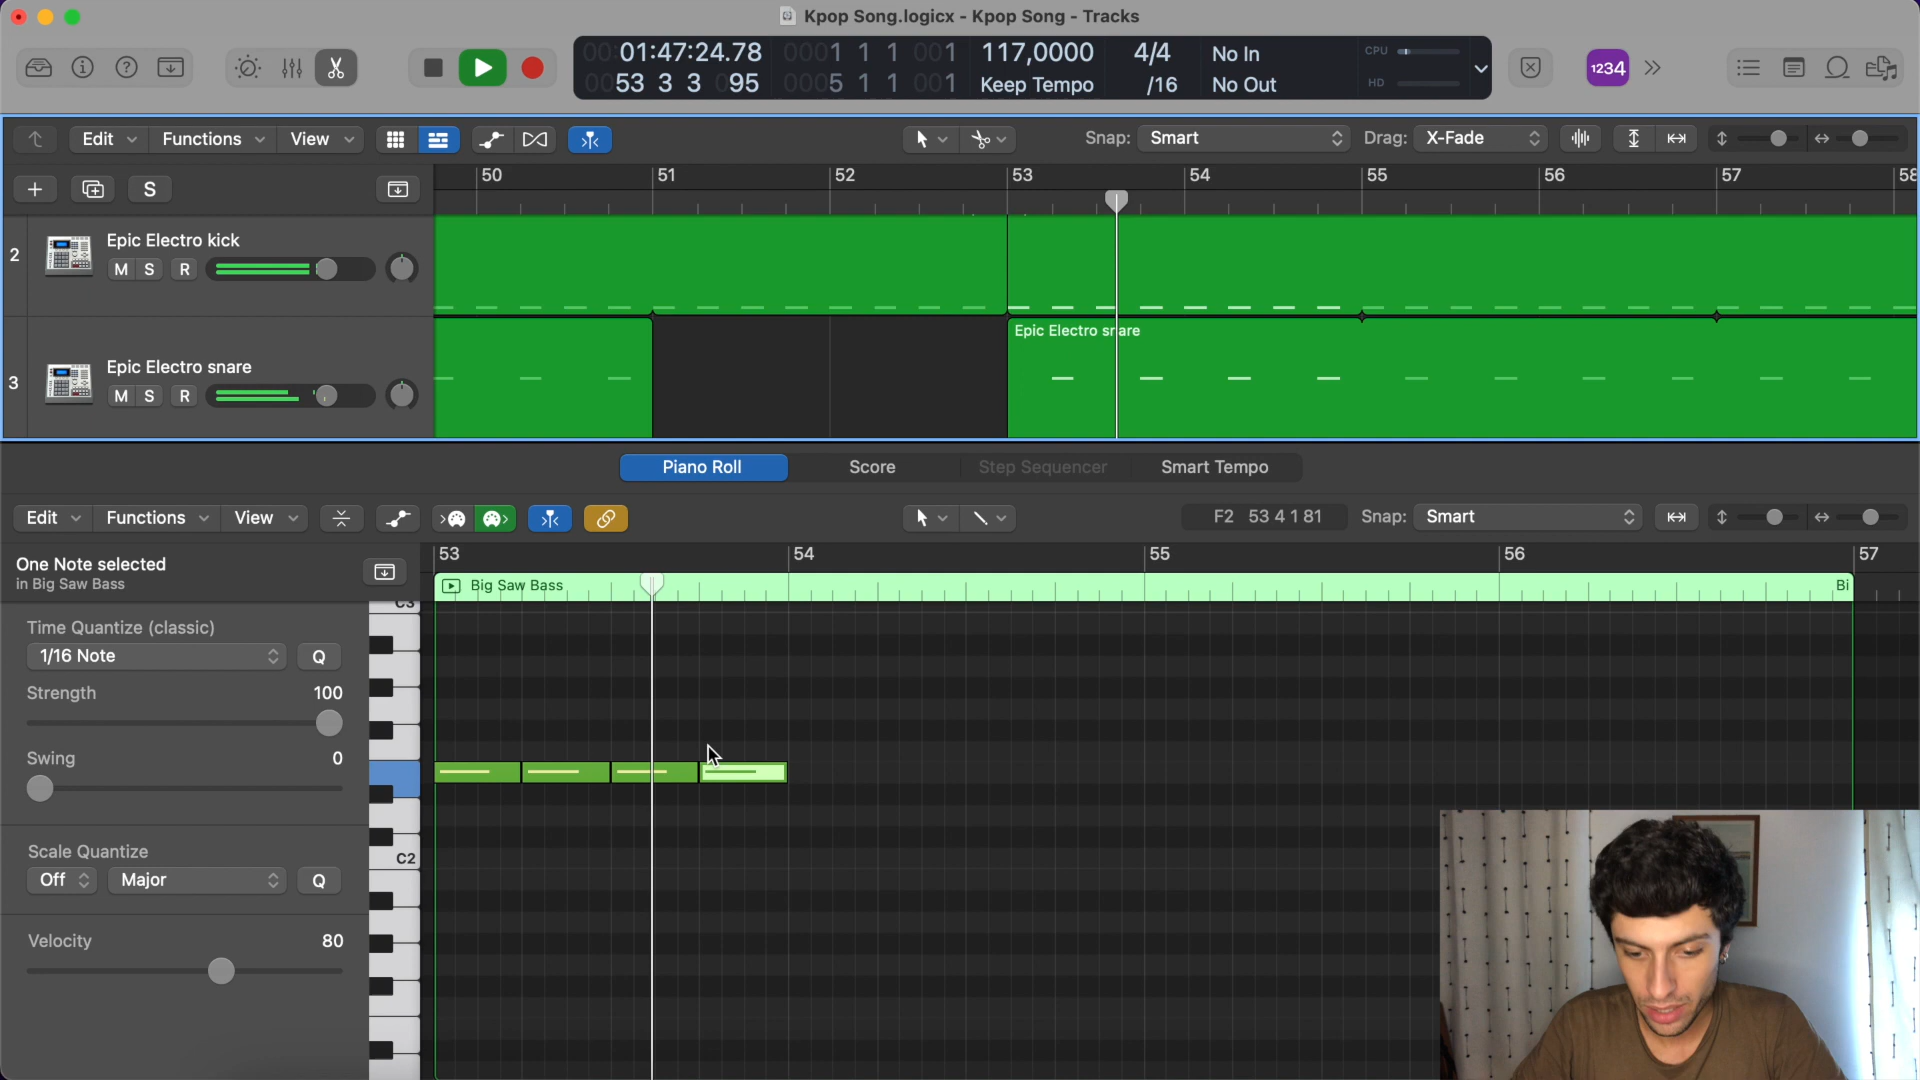 Kpop Song.logicx - Kpop Song - Tracks
01:47:24.78 0001 1 1 001 117,0000 4/4 No In CPU
53 3 3 095 0005 1 1 001 Keep Tempo /16 No Out HD
1234
Edit Functions View Snap: Smart Drag: X-Fade
S
50 51 52 53 54 55 56 57 58
2 Epic Electro kick
M S R
Epic Electro snare
3 Epic Electro snare
M S R
Piano Roll Score Step Sequencer Smart Tempo
Edit Functions View F2 53 4 1 81 Snap: Smart
53 54 55 56 57
One Note selected
in Big Saw Bass
Big Saw Bass Bi
C3
Time Quantize (classic)
1/16 Note Q
Strength 100
Swing 0
Scale Quantize
C2
Off Major Q
Velocity 80